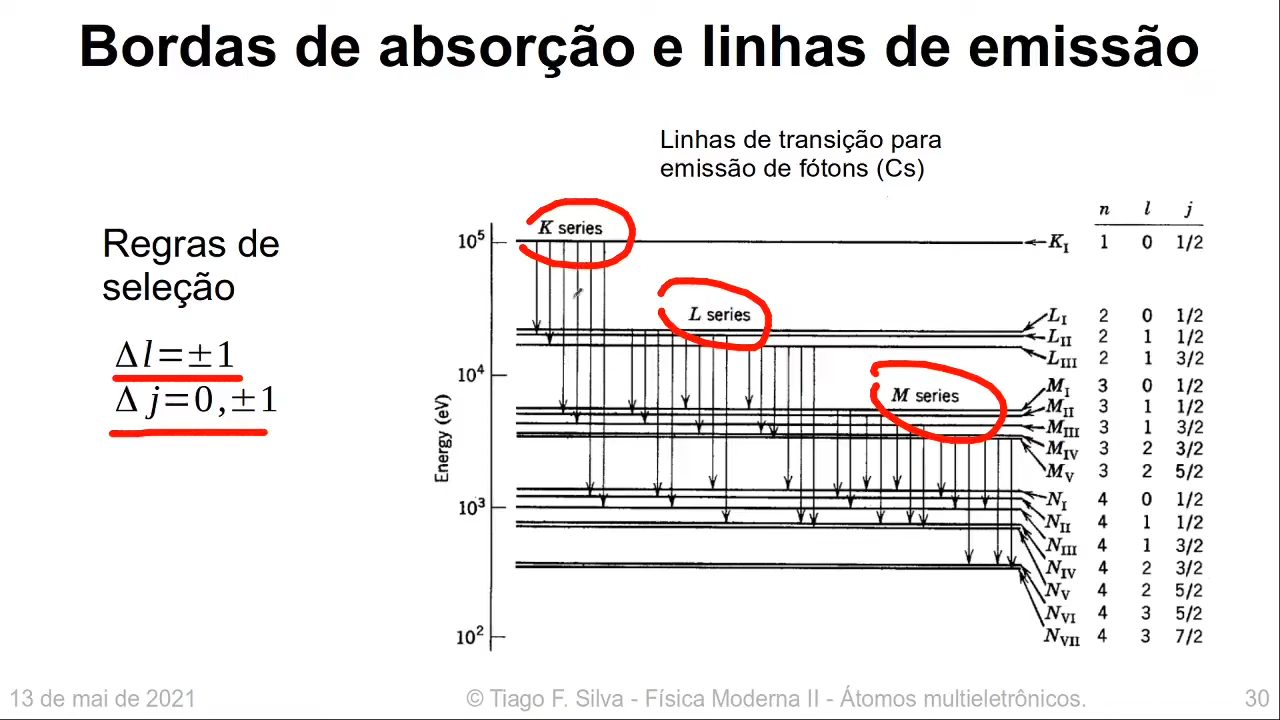 Bordas de absorção e linhas de emissão
Linhas de transição para
emissão de fótons (Cs)
Regras de
seleção
Δl=±1
Δj=0,±1
n l j
K series
10⁵
K_I 1 0 1/2
L series
L_I 2 0 1/2
L_II 2 1 1/2
L_III 2 1 3/2
10⁴
M series
M_I 3 0 1/2
M_II 3 1 1/2
M_III 3 1 3/2
M_IV 3 2 3/2
M_V 3 2 5/2
Energy (eV)
10³
N_I 4 0 1/2
N_II 4 1 1/2
N_III 4 1 3/2
N_IV 4 2 3/2
N_V 4 2 5/2
N_VI 4 3 5/2
N_VII 4 3 7/2
10²
13 de mai de 2021
© Tiago F. Silva - Física Moderna II - Átomos multieletrônicos.
30